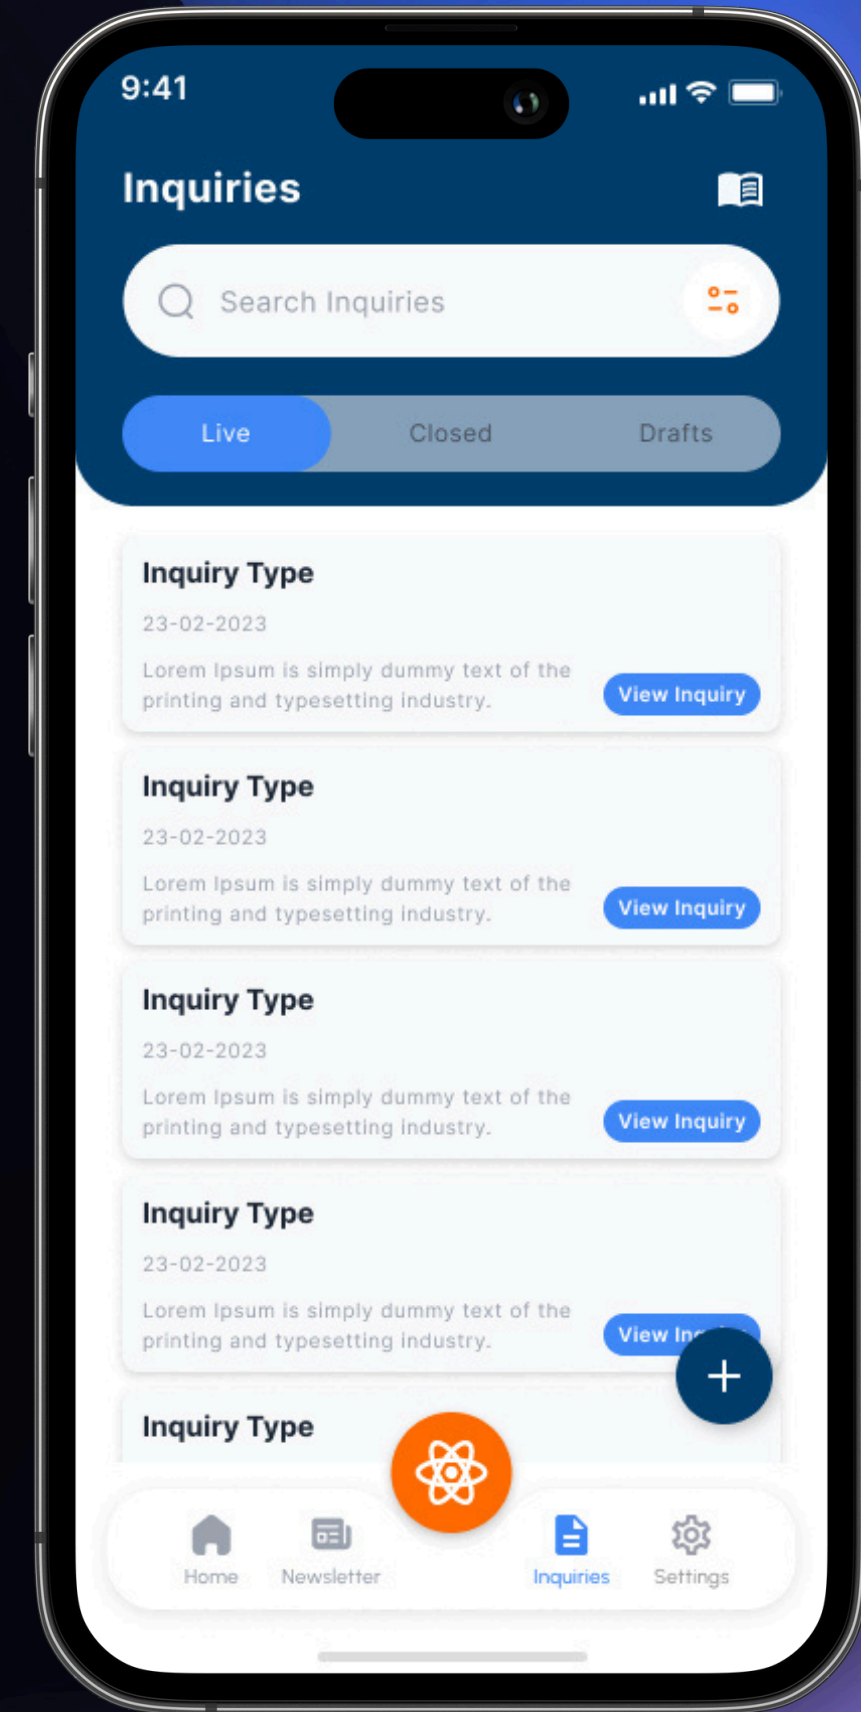 9:41
Inquiries
Search Inquiries
Live Closed Drafts
Inquiry Type
23-02-2023
Lorem Ipsum is simply dummy text of the
printing and typesetting industry.
View Inquiry
Inquiry Type
23-02-2023
Lorem Ipsum is simply dummy text of the
printing and typesetting industry.
View Inquiry
Inquiry Type
23-02-2023
Lorem Ipsum is simply dummy text of the
printing and typesetting industry.
View Inquiry
Inquiry Type
23-02-2023
Lorem Ipsum is simply dummy text of the
printing and typesetting industry.
View
Inquiry Type
Home Newsletter Inquiries Settings